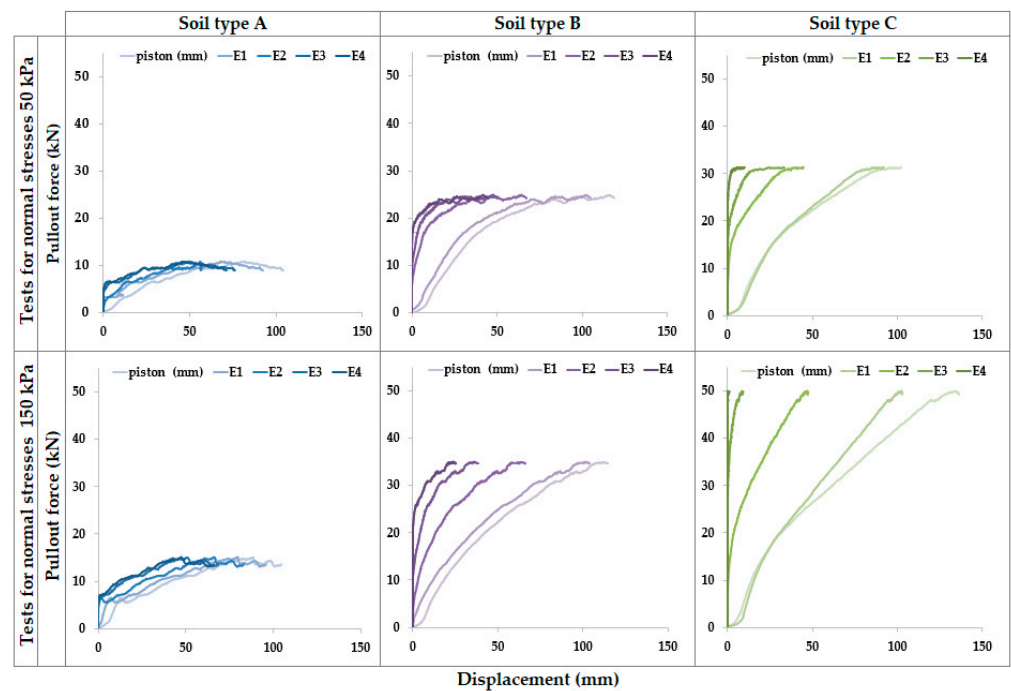 Soil type A Soil type B Soil type C
Tests for normal stresses 50 kPa
Pullout force (kN)
piston (mm) E1 E2 E3 E4
50
40
30
20
10
0
0 50 100 150
piston (mm) E1 E2 E3 E4
50
40
30
20
10
0
0 50 100 150
piston (mm) E1 E2 E3 E4
50
40
30
20
10
0
0 50 100 150
Tests for normal stresses 150 kPa
Pullout force (kN)
piston (mm) E1 E2 E3 E4
50
40
30
20
10
0
0 50 100 150
piston (mm) E1 E2 E3 E4
50
40
30
20
10
0
0 50 100 150
piston (mm) E1 E2 E3 E4
50
40
30
20
10
0
0 50 100 150
Displacement (mm)